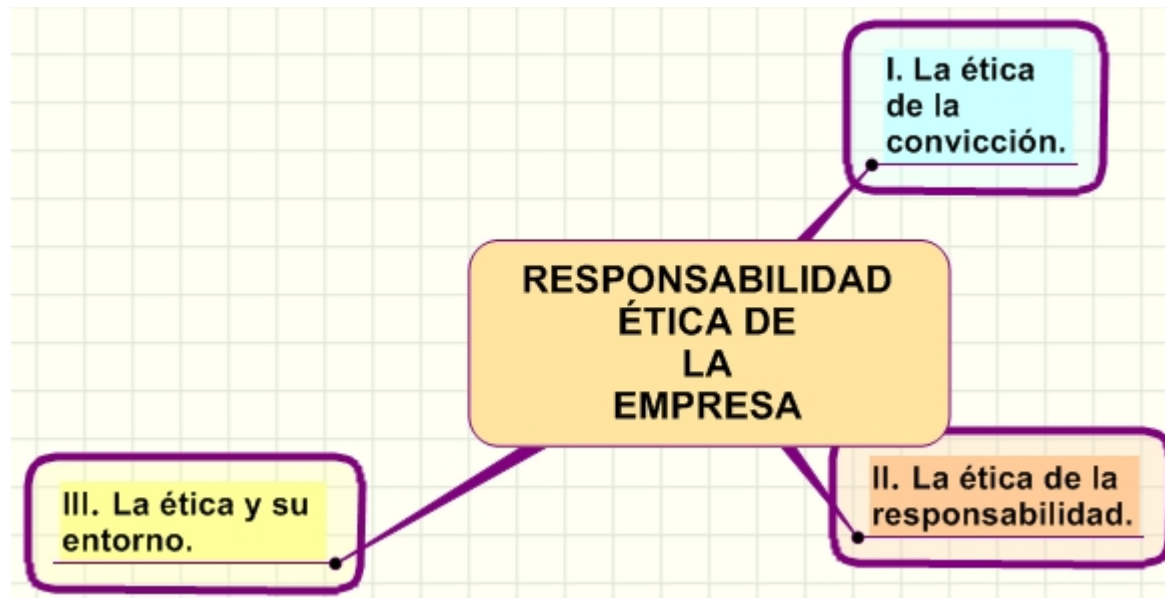 I. La ética
de la
convicción.
RESPONSABILIDAD
ÉTICA DE
LA
EMPRESA
II. La ética de la
responsabilidad.
III. La ética y su
entorno.